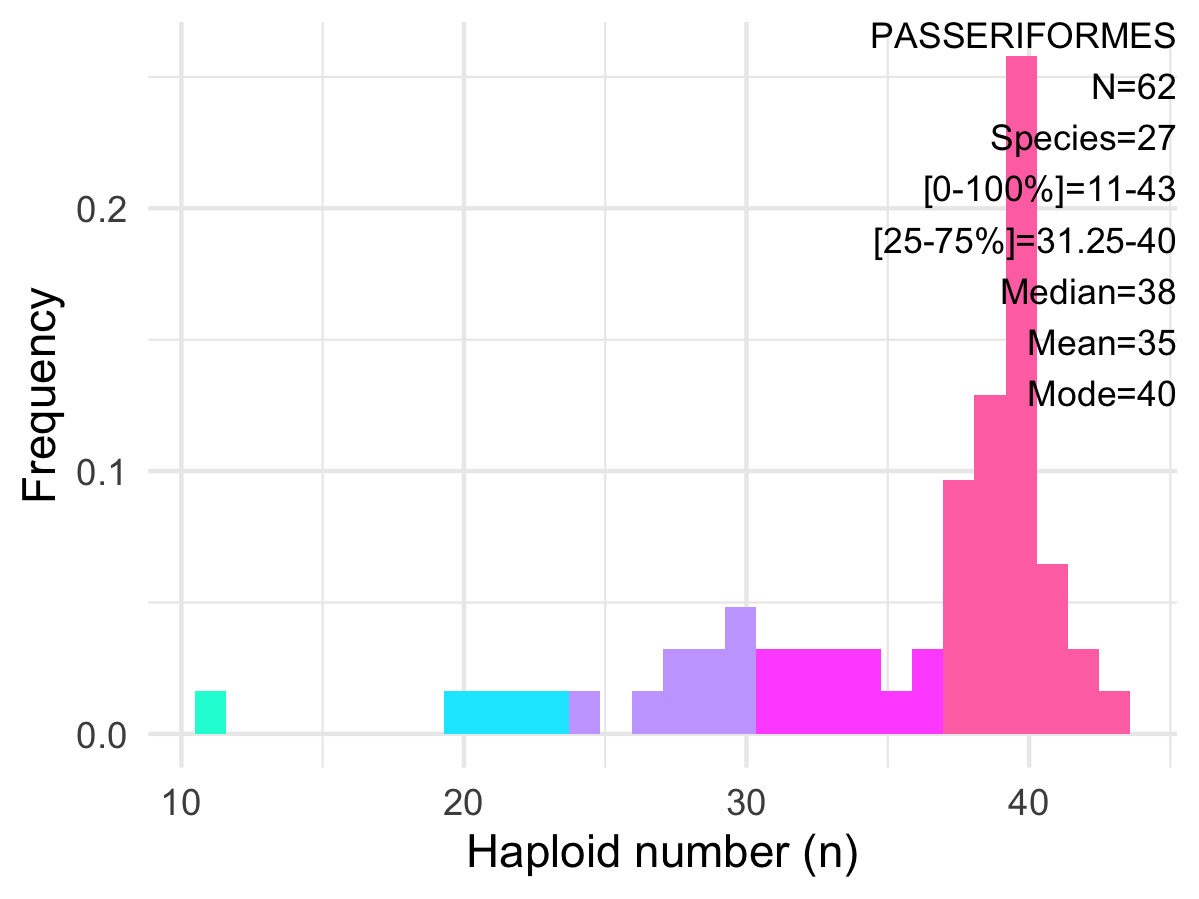 PASSERIFORMES
N=62
Species=27
[0-100%]=11-43
[25-75%]=31.25-40
Median=38
Mean=35
Mode=40
Frequency
0.2
0.1
0.0
10 20 30 40
Haploid number (n)